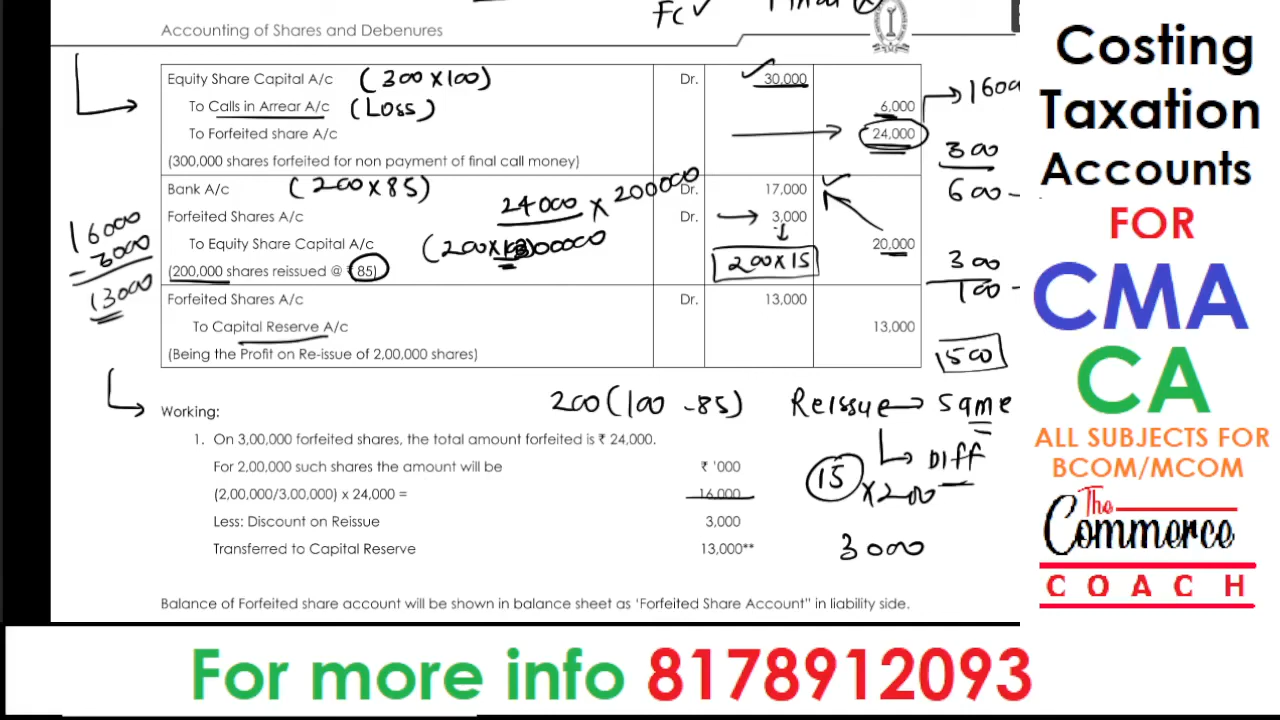 FC ✓
Accounting of Shares and Debenures
Equity Share Capital A/c (300 x 100) Dr. ✓ 30,000
To Calls in Arrear A/c (Loss) 6,000
To Forfeited share A/c 24,000
(300,000 shares forfeited for non payment of final call money)
Bank A/c (200 x 85) Dr. 17,000 ✓
Forfeited Shares A/c Dr. 3,000
To Equity Share Capital A/c 20,000
(200,000 shares reissued @ 85)
24000 x 200000
200 x 15
Forfeited Shares A/c Dr. 13,000
To Capital Reserve A/c 13,000
(Being the Profit on Re-issue of 2,00,000 shares)
16000
- 3000
13000
300
600 -
300
100 -
1500
200 (100 - 85)
Reissue → Same
Diff
15 x 200
3000
Working:
1. On 3,00,000 forfeited shares, the total amount forfeited is ₹ 24,000.
For 2,00,000 such shares the amount will be ₹ '000
(2,00,000/3,00,000) x 24,000 = 16,000
Less: Discount on Reissue 3,000
Transferred to Capital Reserve 13,000**
Balance of Forfeited share account will be shown in balance sheet as ‘Forfeited Share Account” in liability side.
Costing
Taxation
Accounts
FOR
CMA
CA
ALL SUBJECTS FOR
BCOM/MCOM
The
Commerce
COACH
For more info 8178912093